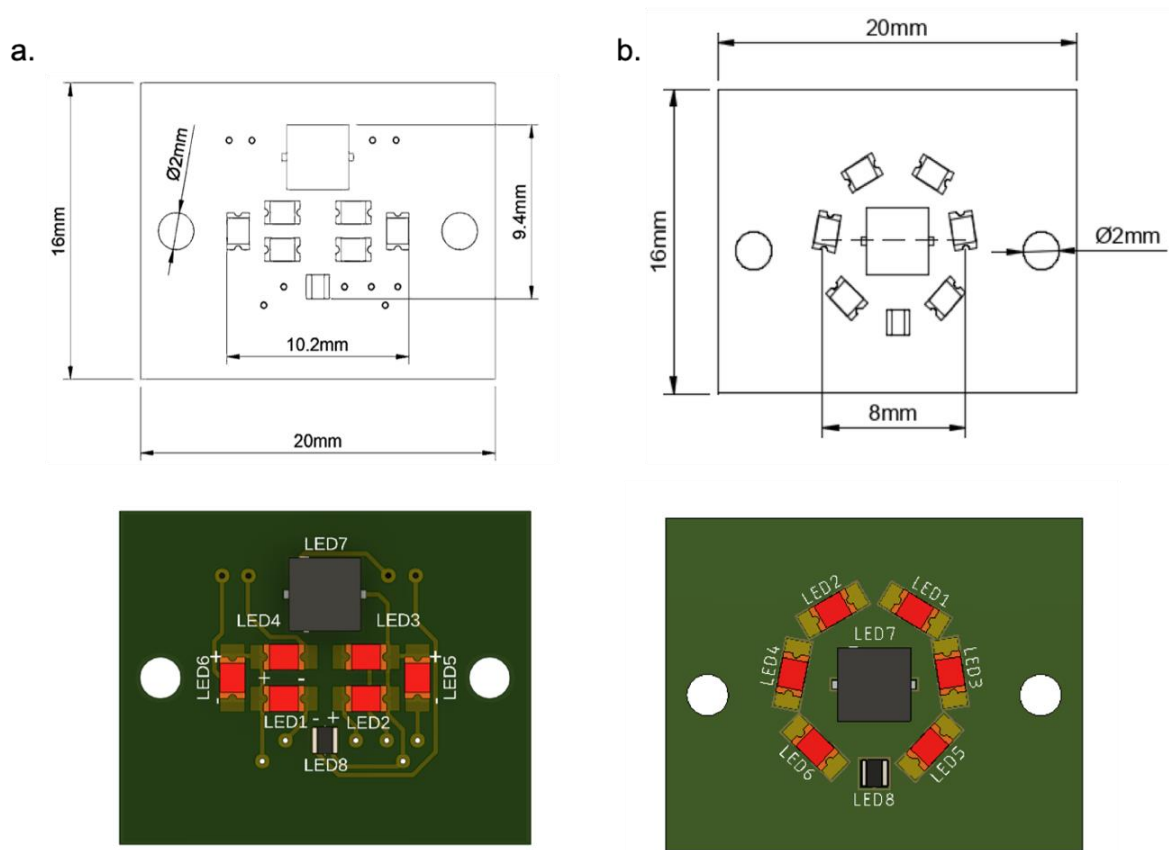 a.
16mm
Ø2mm
9.4mm
10.2mm
20mm
b.
20mm
16mm
Ø2mm
8mm
LED7
LED4
LED3
+
+
LED6
LED5
+ -
-
-
LED1
LED2
- +
LED8
LED2
LED1
LED7
LED4
LED3
LED6
LED5
LED8